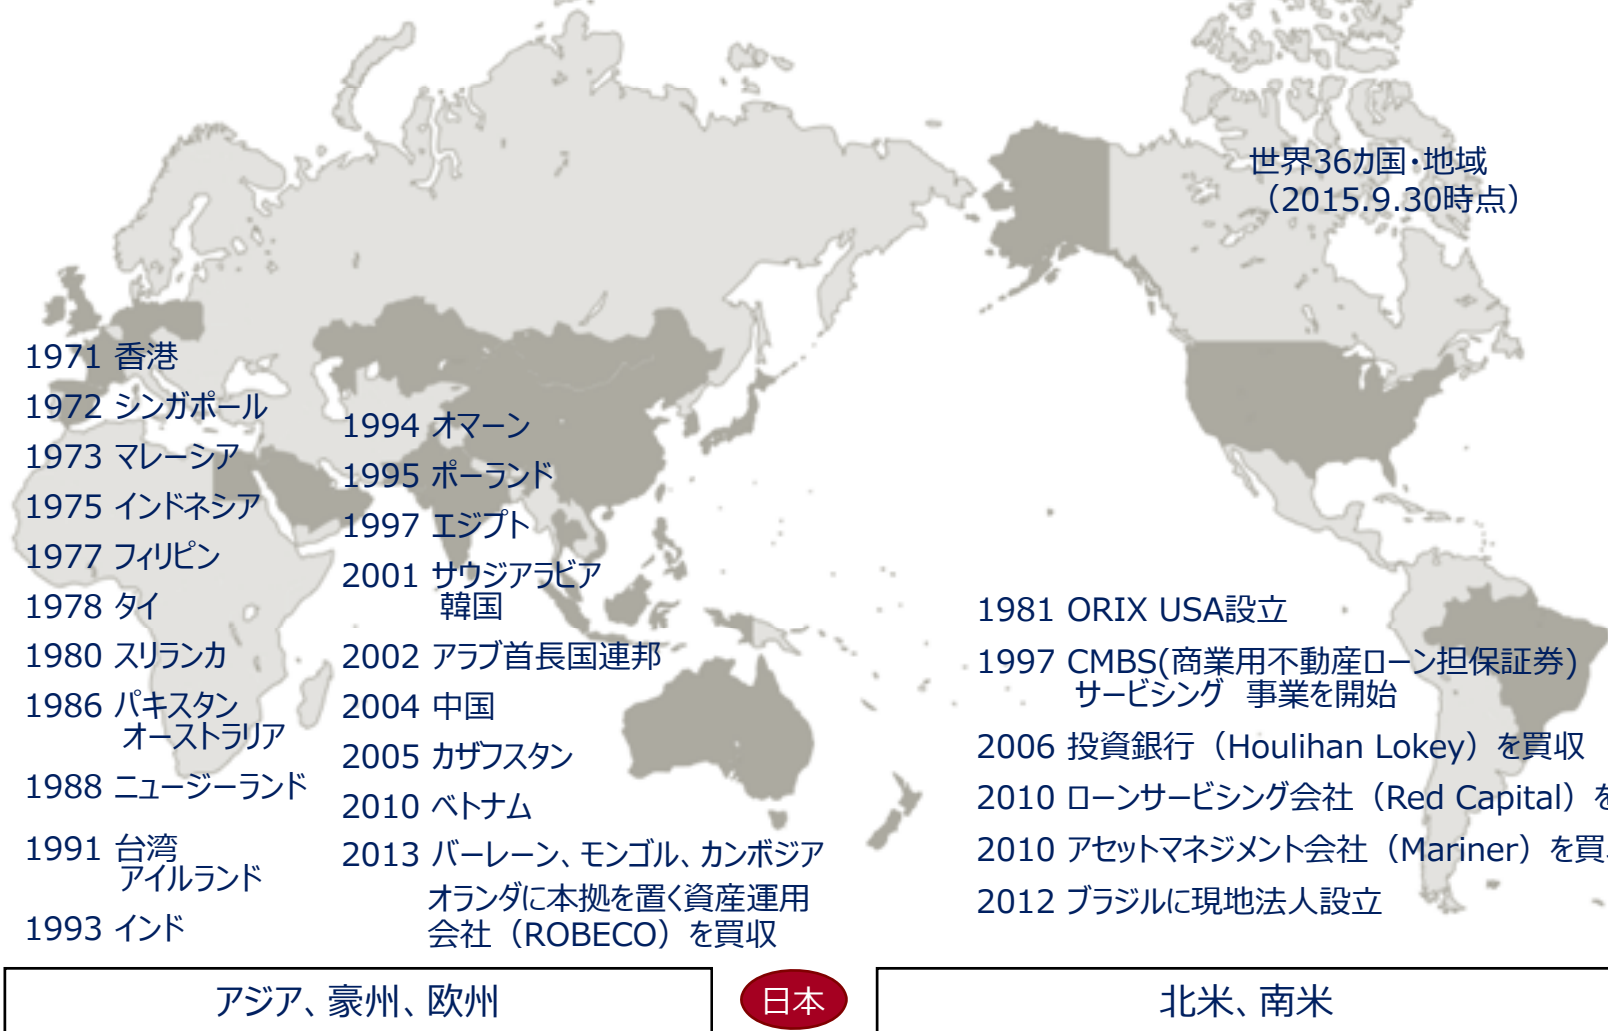 世界36カ国・地域
（2015.9.30時点）
1971 香港
1972 シンガポール
1973 マレーシア
1975 インドネシア
1977 フィリピン
1978 タイ
1980 スリランカ
1986 パキスタン
オーストラリア
1988 ニュージーランド
1991 台湾
アイルランド
1993 インド
1994 オマーン
1995 ポーランド
1997 エジプト
2001 サウジアラビア
韓国
2002 アラブ首長国連邦
2004 中国
2005 カザフスタン
2010 ベトナム
2013 バーレーン、モンゴル、カンボジア
オランダに本拠を置く資産運用
会社（ROBECO）を買収
1981 ORIX USA設立
1997 CMBS(商業用不動産ローン担保証券)
サービシング 事業を開始
2006 投資銀行（Houlihan Lokey）を買収
2010 ローンサービシング会社（Red Capital）を
2010 アセットマネジメント会社（Mariner）を買
2012 ブラジルに現地法人設立
アジア、豪州、欧州
日本
北米、南米